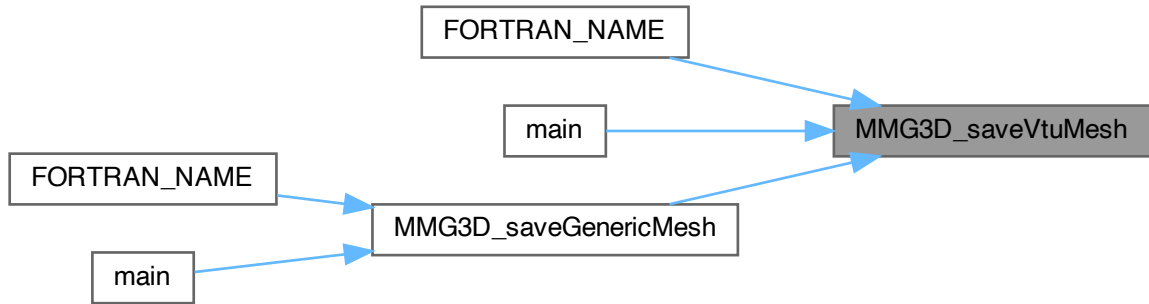 FORTRAN_NAME
main
MMG3D_saveVtuMesh
FORTRAN_NAME
MMG3D_saveGenericMesh
main